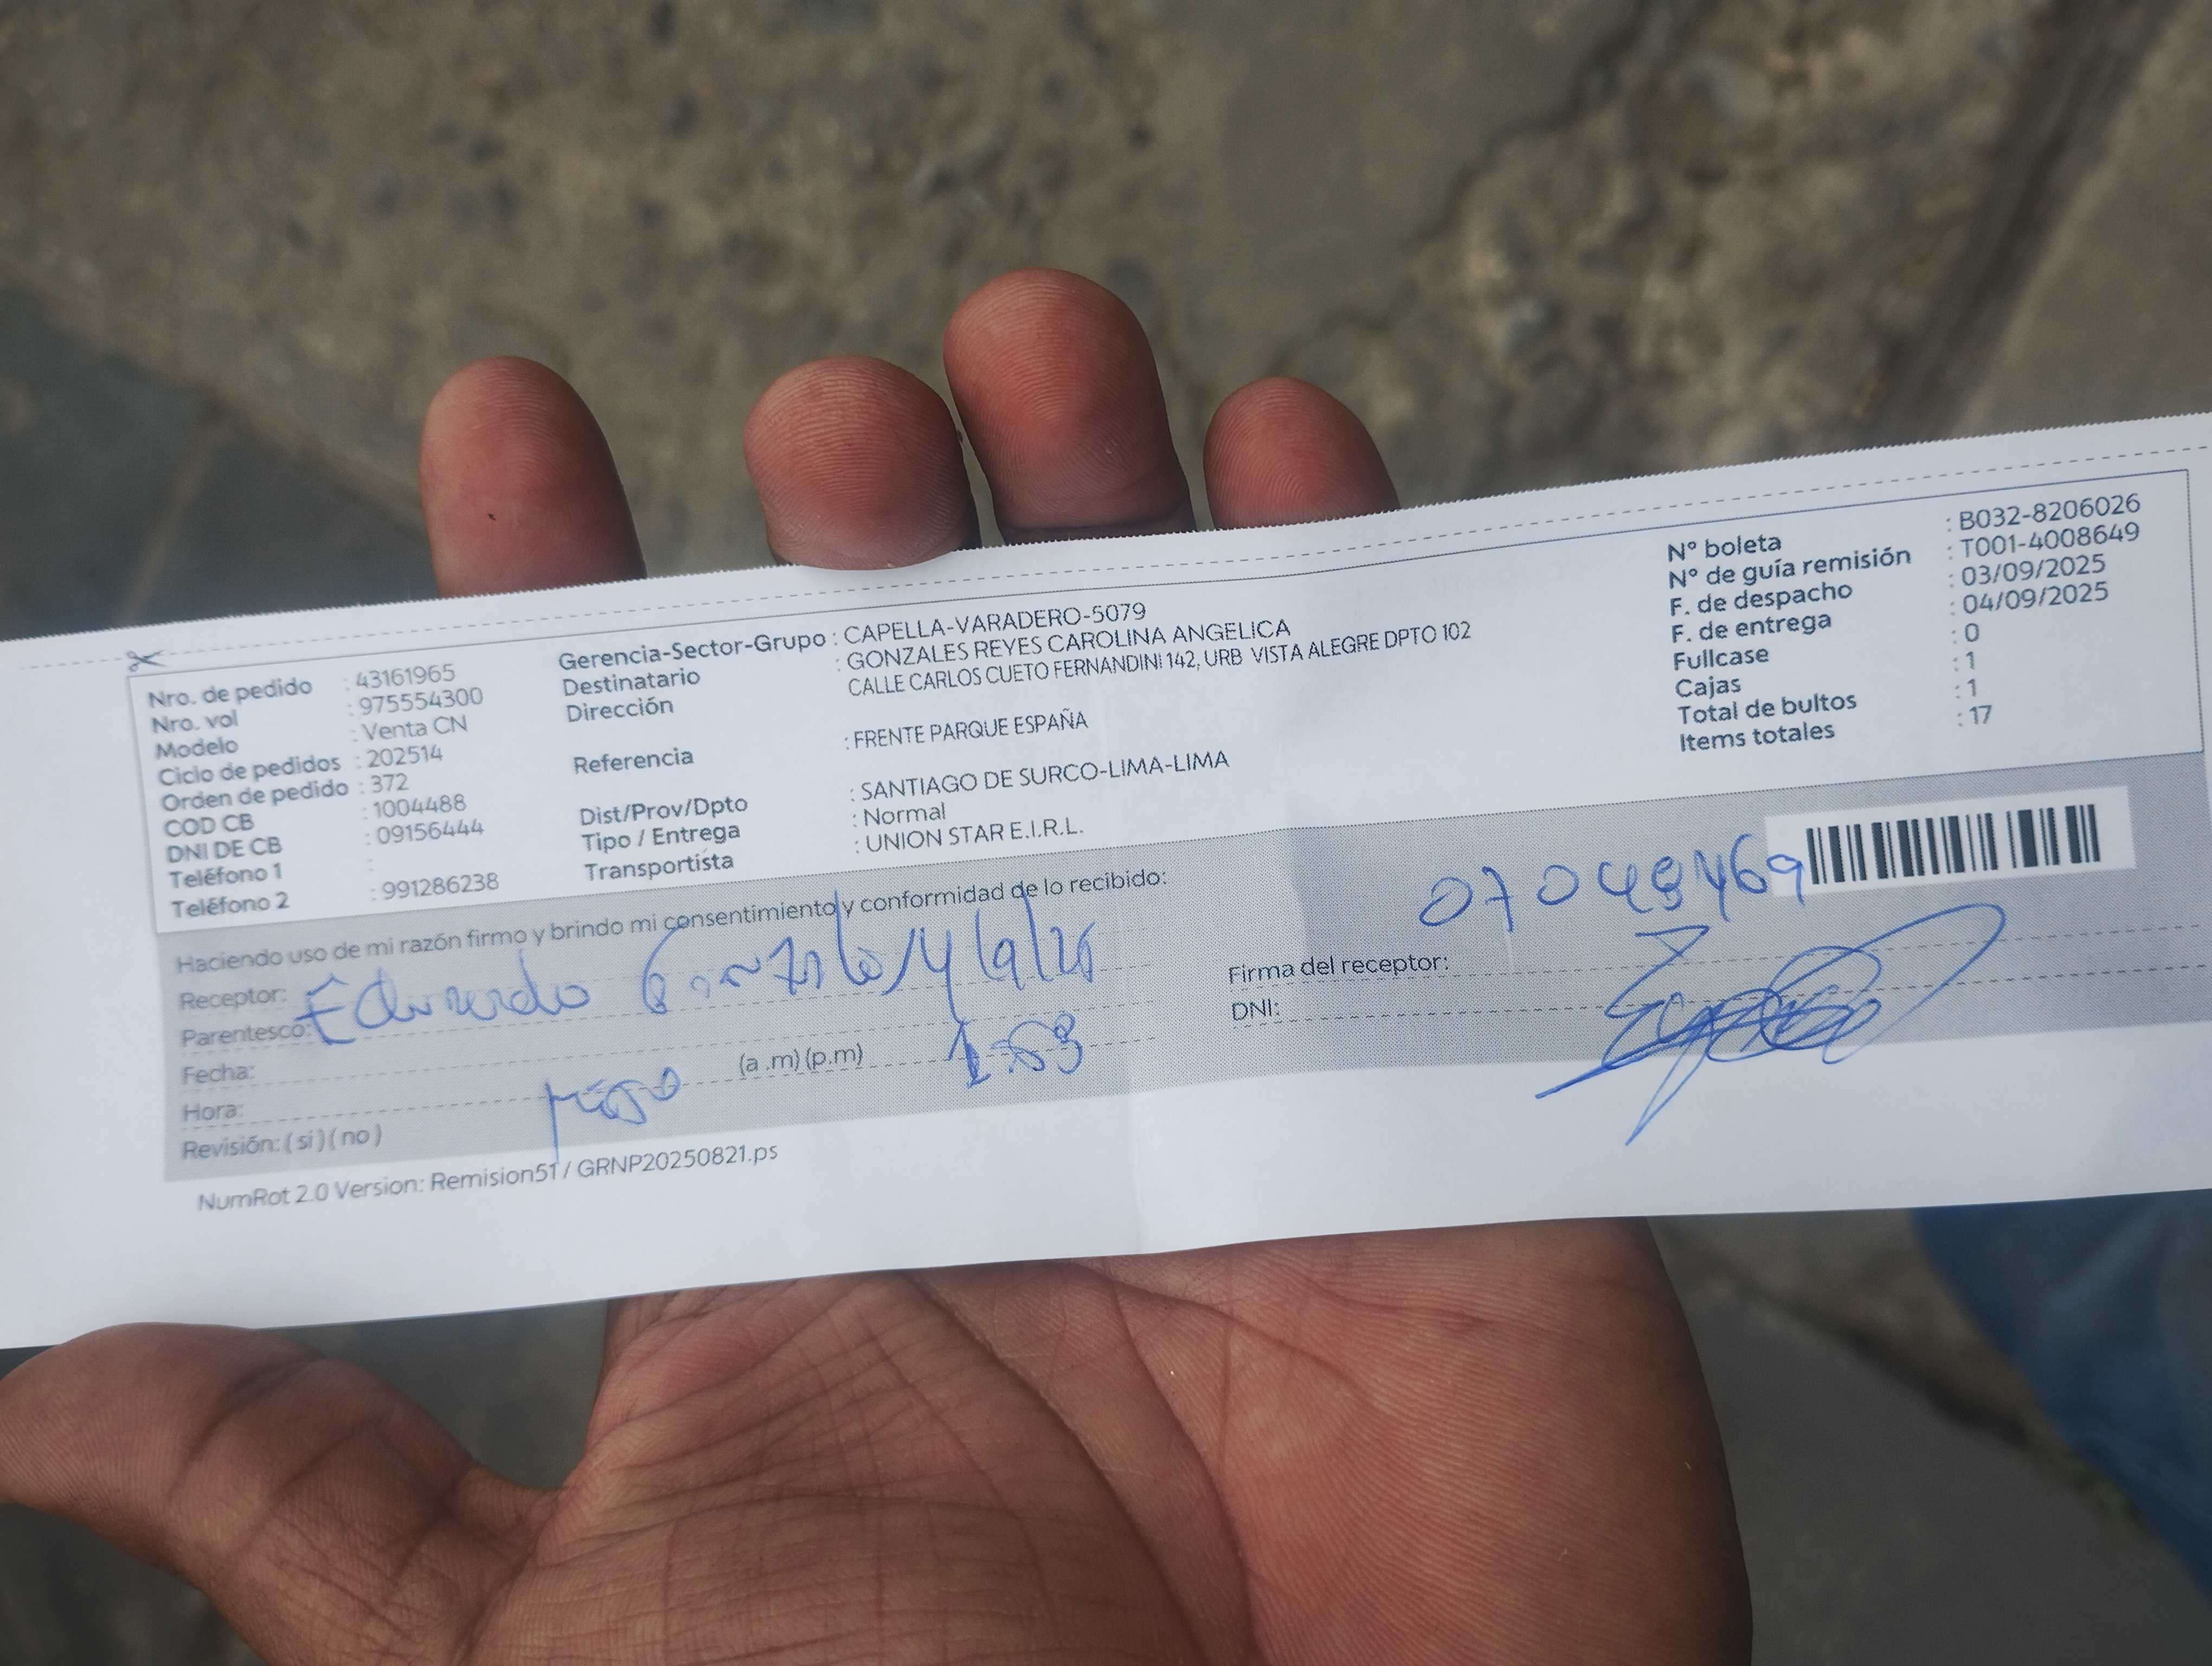 Nro. de pedido : 43161965
Nro. vol : 975554300
Modelo : Venta CN
Ciclo de pedidos : 202514
Orden de pedido : 372
COD CB : 1004488
DNI DE CB : 09156444
Teléfono 1 :
Teléfono 2 : 991286238
Gerencia-Sector-Grupo : CAPELLA-VARADERO-5079
Destinatario : GONZALES REYES CAROLINA ANGELICA
Dirección CALLE CARLOS CUETO FERNANDINI 142, URB VISTA ALEGRE DPTO 102
Referencia : FRENTE PARQUE ESPAÑA
Dist/Prov/Dpto : SANTIAGO DE SURCO-LIMA-LIMA
Tipo / Entrega : Normal
Transportista : UNION STAR E.I.R.L.
N° boleta : B032-8206026
N° de guía remisión : T001-4008649
F. de despacho : 03/09/2025
F. de entrega : 04/09/2025
Fullcase : 0
Cajas : 1
Total de bultos : 1
Items totales : 17
Haciendo uso de mi razón firmo y brindo mi consentimiento y conformidad de lo recibido:
Receptor: Eduardo
Parentesco:
Fecha:
Hora: (a .m) (p.m)
Revisión: ( si ) ( no )
Firma del receptor:
DNI:
NumRot 2.0 Version: Remision51 / GRNP20250821.ps